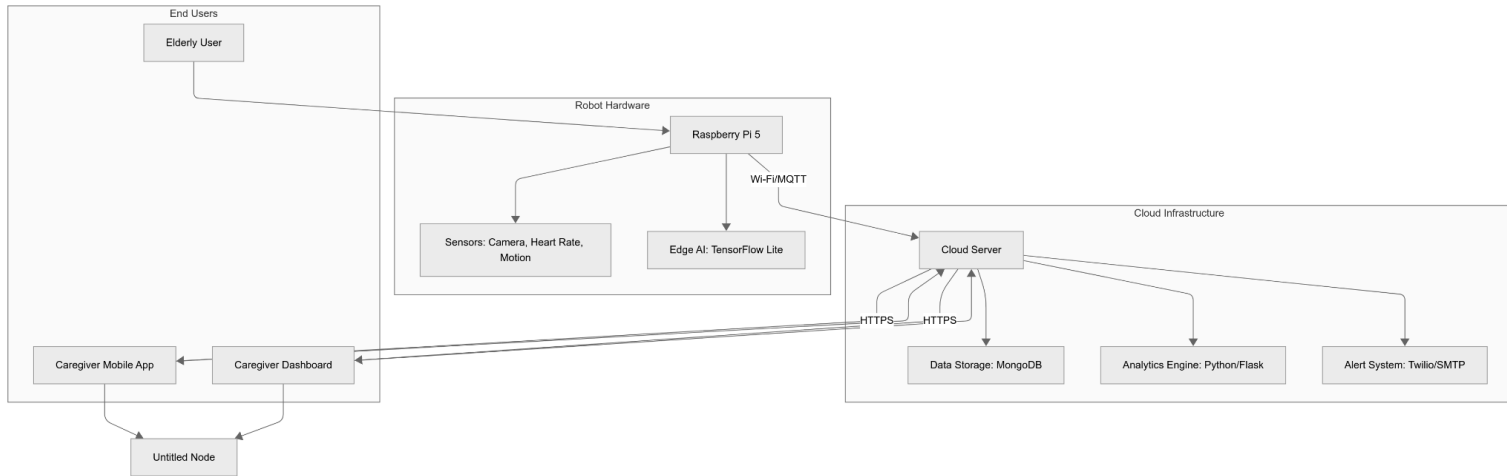 End Users
Elderly User
Robot Hardware
Raspberry Pi 5
Wi-Fi/MQTT
Sensors: Camera, Heart Rate,
Motion
Edge AI: TensorFlow Lite
Cloud Infrastructure
Cloud Server
HTTPS
HTTPS
Caregiver Mobile App
Caregiver Dashboard
Data Storage: MongoDB
Analytics Engine: Python/Flask
Alert System: Twilio/SMTP
Untitled Node